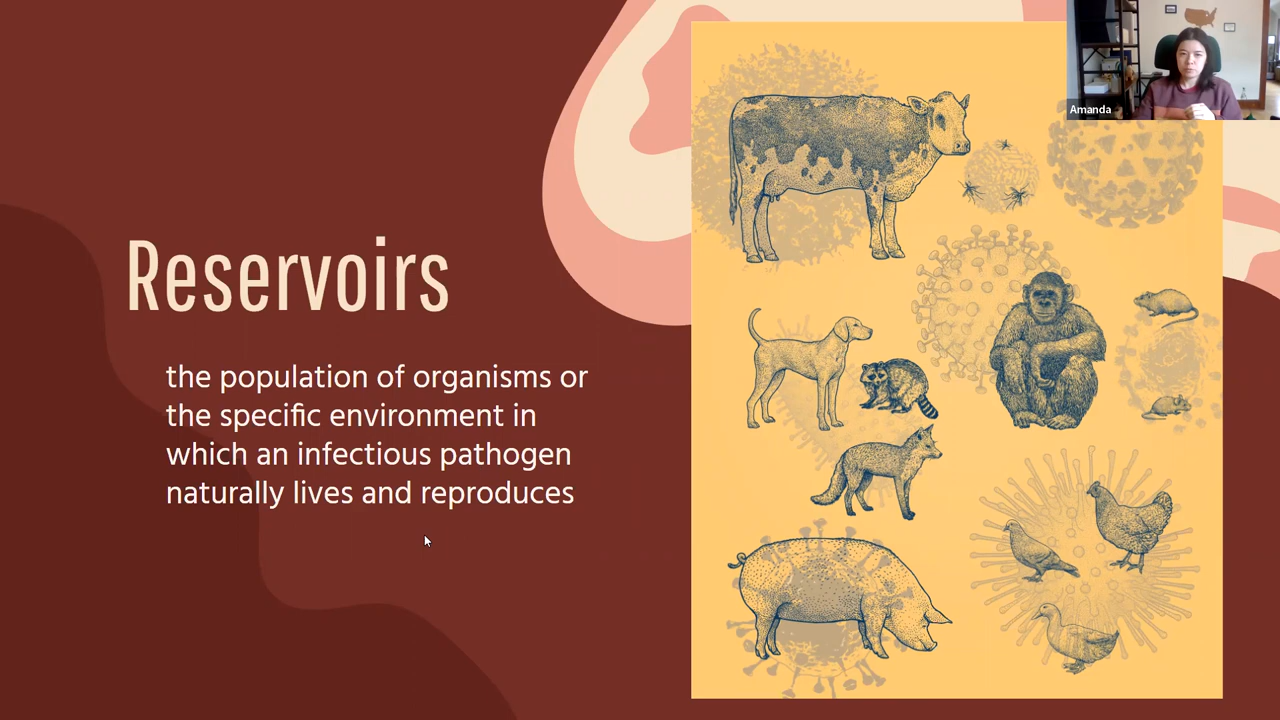 Amanda
Reservoirs
the population of organisms or
the specific environment in
which an infectious pathogen
naturally lives and reproduces